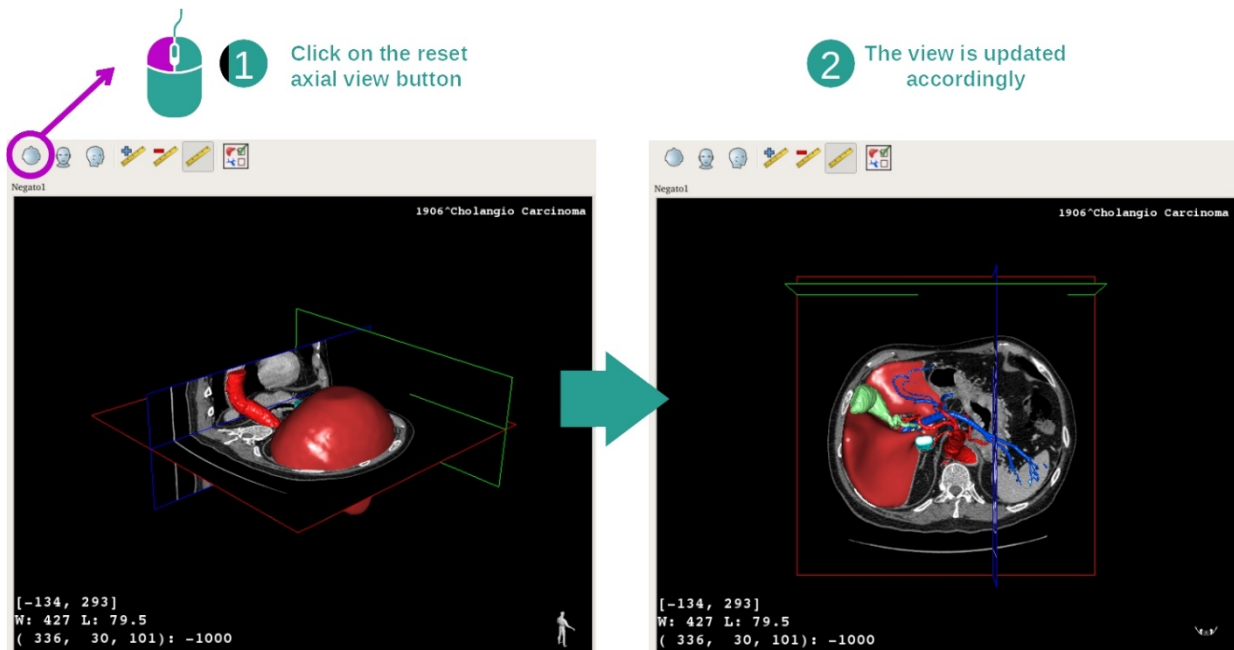 1
Click on the reset
axial view button
2
The view is updated
accordingly
Negato1
1906^Cholangio Carcinoma
[-134, 293]
W: 427 L: 79.5
( 336,  30, 101): -1000
Negato1
1906^Cholangio Carcinoma
[-134, 293]
W: 427 L: 79.5
( 336,  30, 101): -1000